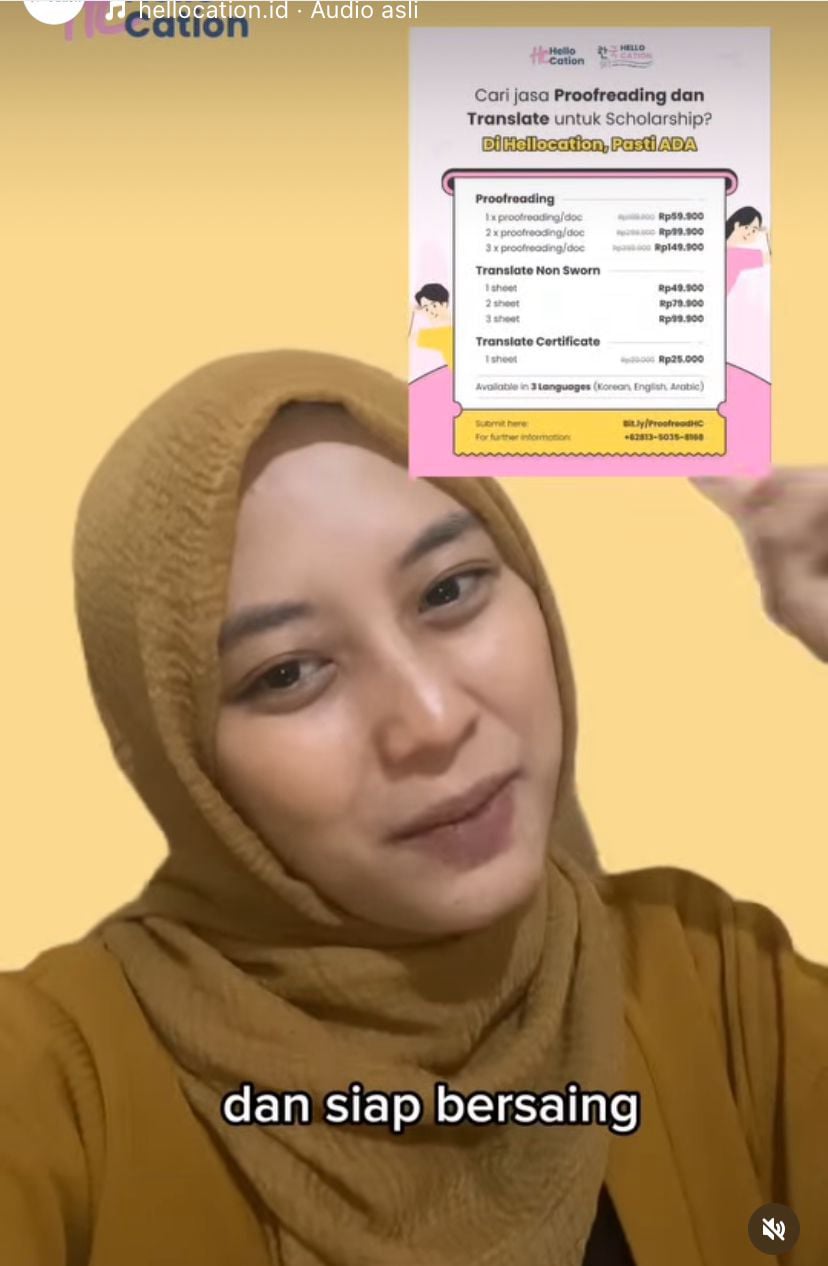 hellocation.id · Audio asli
Cation
Hello
Cation
HELLO
CATION
Cari jasa Proofreading dan
Translate untuk Scholarship?
Di Hellocation, Pasti ADA
Proofreading
1 x proofreading/doc Rp59.900
2 x proofreading/doc Rp99.900
3 x proofreading/doc Rp149.900
Translate Non Sworn
1 sheet Rp49.900
2 sheet Rp79.900
3 sheet Rp99.900
Translate Certificate
1 sheet Rp25.000
Available in 3 Languages (Korean, English, Arabic)
Submit here: Bit.ly/ProofreadHC
For further information: +62813-5035-8168
dan siap bersaing